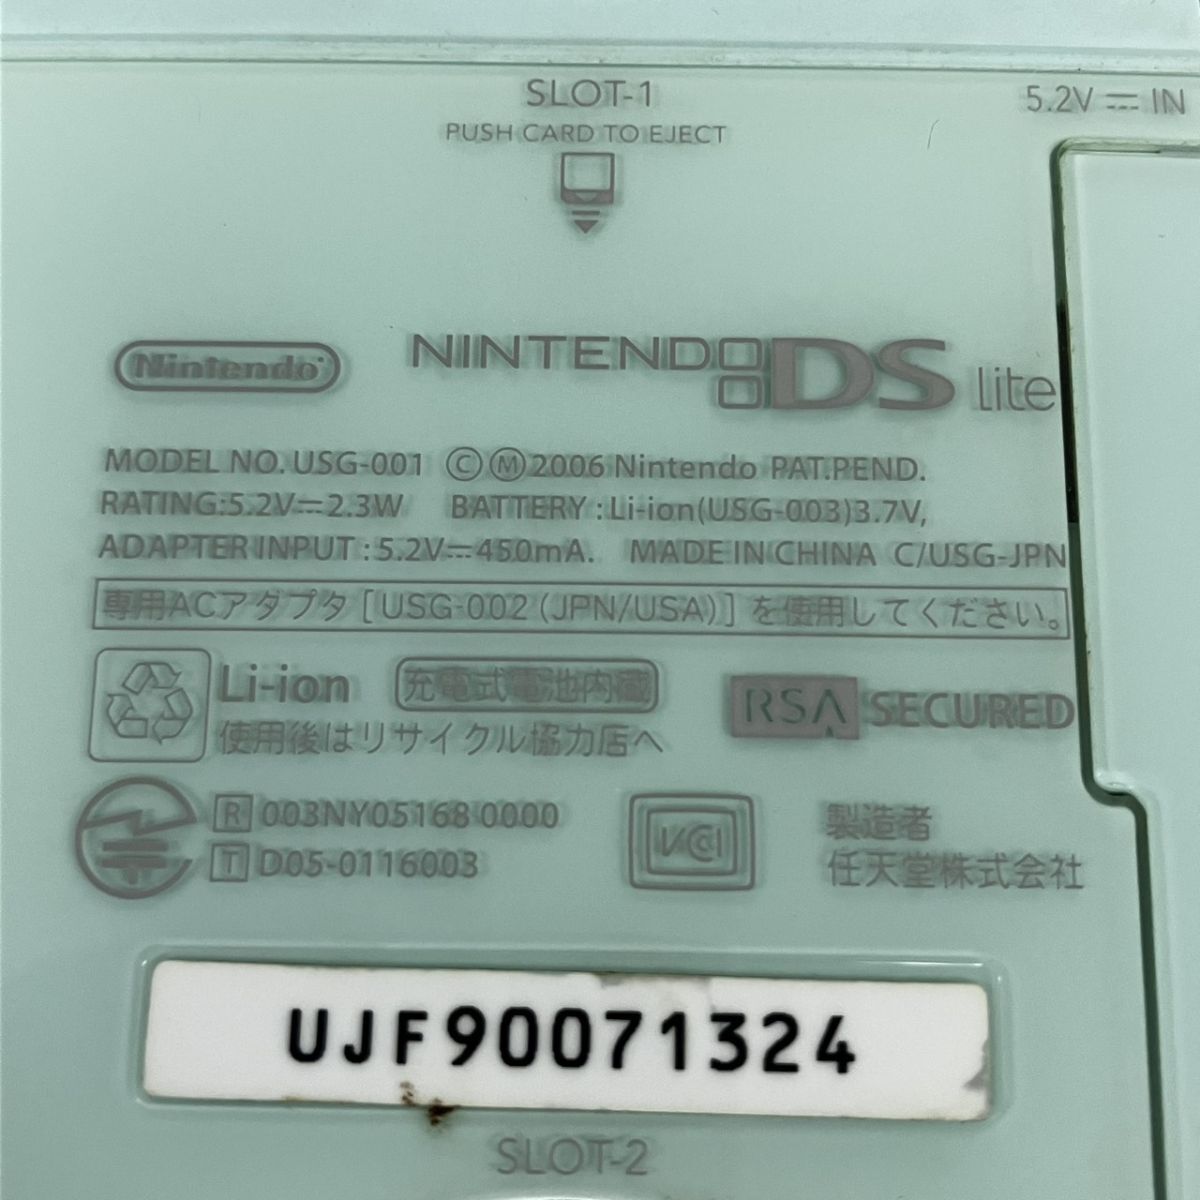 SLOT-1
5.2V ⎓ IN
PUSH CARD TO EJECT
Nintendo
NINTENDO DS lite
MODEL NO. USG-001 ©Ⓜ2006 Nintendo PAT.PEND.
RATING:5.2V⎓2.3W BATTERY : Li-ion(USG-003)3.7V,
ADAPTER INPUT : 5.2V⎓450mA. MADE IN CHINA C/USG-JPN
専用ACアダプタ [USG-002 (JPN/USA)] を使用してください。
Li-ion 充電式電池内蔵
使用後はリサイクル協力店へ
RSA SECURED
R 003NY05168 0000
T D05-0116003
VCCI
製造者
任天堂株式会社
UJF90071324
SLOT-2